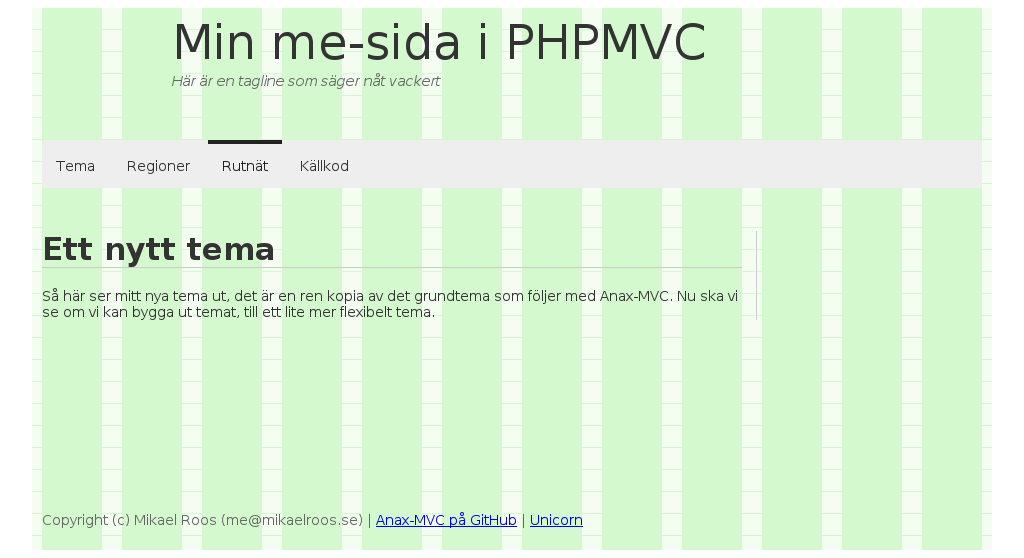 Min me-sida i PHPMVC
Här är en tagline som säger nåt vackert
Tema Regioner Rutnät Källkod
Ett nytt tema
Så här ser mitt nya tema ut, det är en ren kopia av det grundtema som följer med Anax-MVC. Nu ska vi
se om vi kan bygga ut temat, till ett lite mer flexibelt tema.
Copyright (c) Mikael Roos (me@mikaelroos.se) | Anax-MVC på GitHub | Unicorn